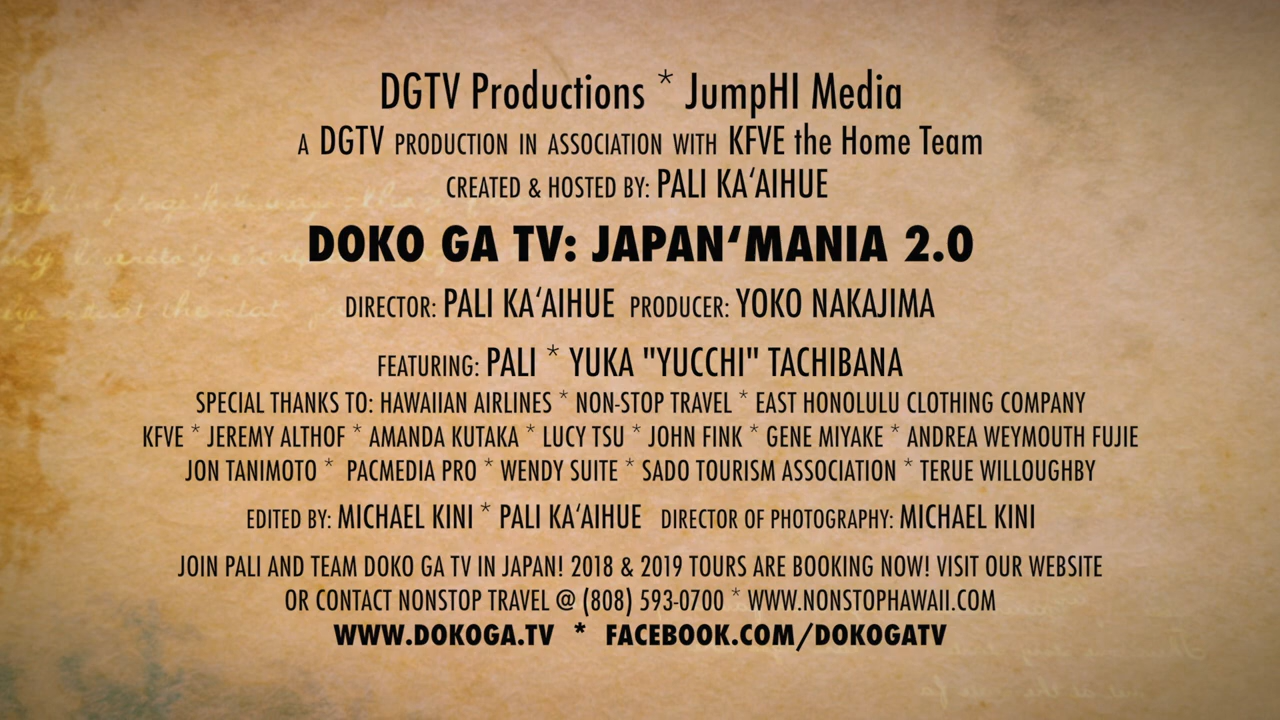 DGTV Productions * JumpHI Media
A DGTV PRODUCTION IN ASSOCIATION WITH KFVE the Home Team
CREATED & HOSTED BY: PALI KA‘AIHUE
DOKO GA TV: JAPAN‘MANIA 2.0
DIRECTOR: PALI KA‘AIHUE PRODUCER: YOKO NAKAJIMA
FEATURING: PALI * YUKA "YUCCHI" TACHIBANA
SPECIAL THANKS TO: HAWAIIAN AIRLINES * NON-STOP TRAVEL * EAST HONOLULU CLOTHING COMPANY
KFVE * JEREMY ALTHOF * AMANDA KUTAKA * LUCY TSU * JOHN FINK * GENE MIYAKE * ANDREA WEYMOUTH FUJIE
JON TANIMOTO * PACMEDIA PRO * WENDY SUITE * SADO TOURISM ASSOCIATION * TERUE WILLOUGHBY
EDITED BY: MICHAEL KINI * PALI KA‘AIHUE DIRECTOR OF PHOTOGRAPHY: MICHAEL KINI
JOIN PALI AND TEAM DOKO GA TV IN JAPAN! 2018 & 2019 TOURS ARE BOOKING NOW! VISIT OUR WEBSITE
OR CONTACT NONSTOP TRAVEL @ (808) 593-0700 * WWW.NONSTOPHAWAII.COM
WWW.DOKOGA.TV * FACEBOOK.COM/DOKOGATV